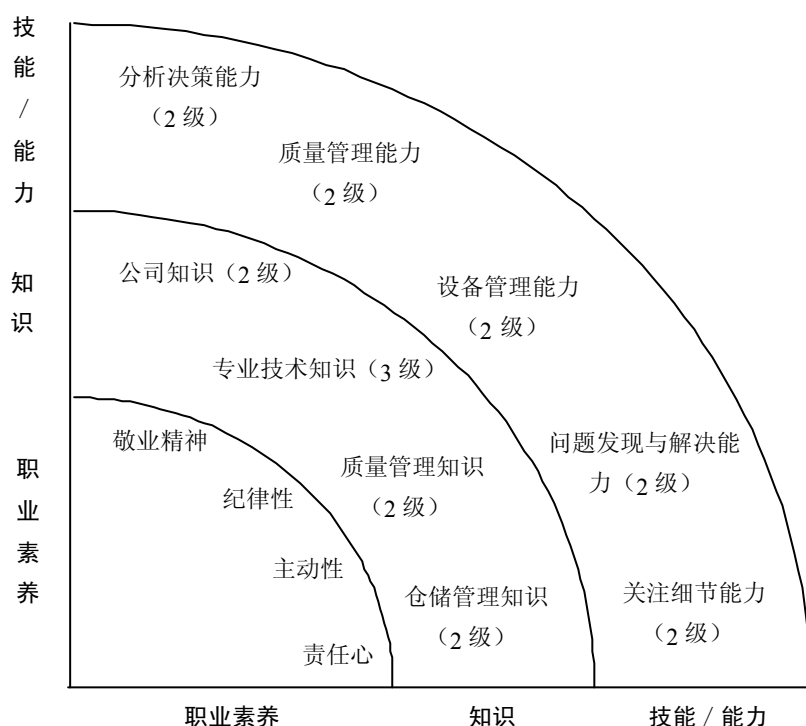 技能/能力
分析决策能力
（2 级）
质量管理能力
（2 级）
设备管理能力
（2 级）
问题发现与解决能
力（2 级）
关注细节能力
（2 级）
知识
公司知识（2 级）
专业技术知识（3 级）
质量管理知识
（2 级）
仓储管理知识
（2 级）
职业素养
敬业精神
纪律性
主动性
责任心
职业素养
知识
技能/能力